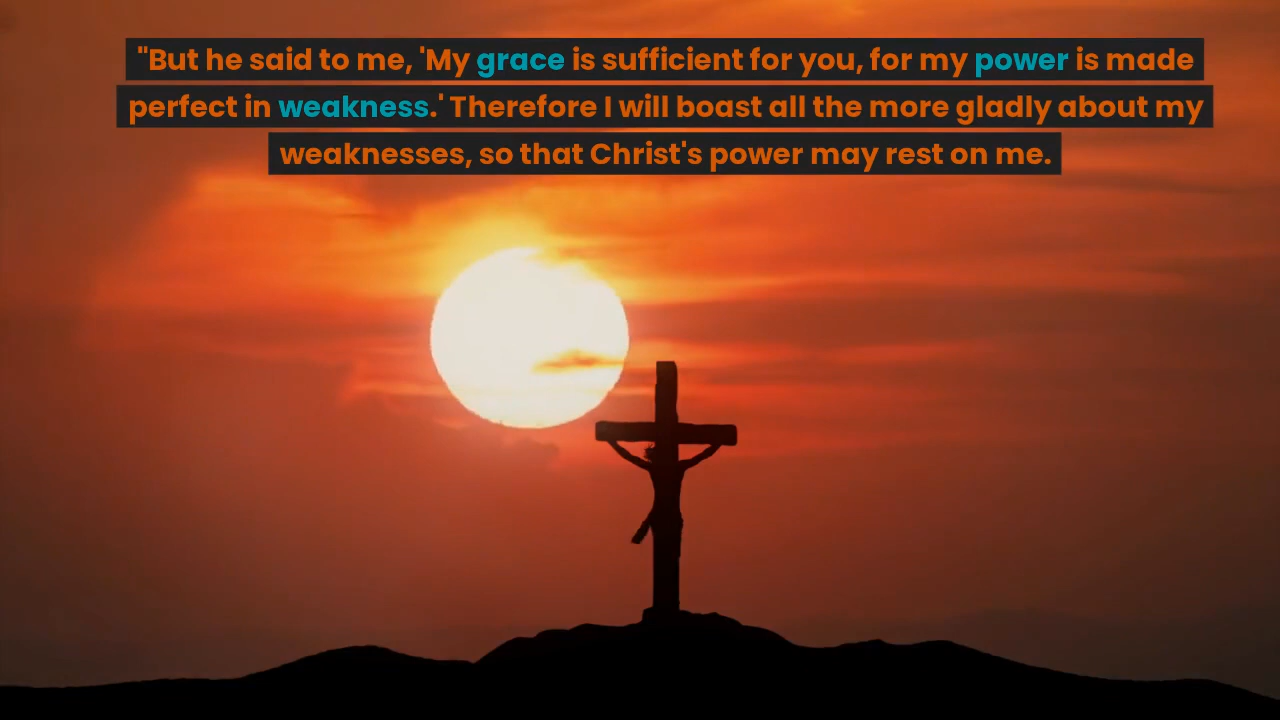 "But he said to me, 'My grace is sufficient for you, for my power is made
perfect in weakness.' Therefore I will boast all the more gladly about my
weaknesses, so that Christ's power may rest on me.